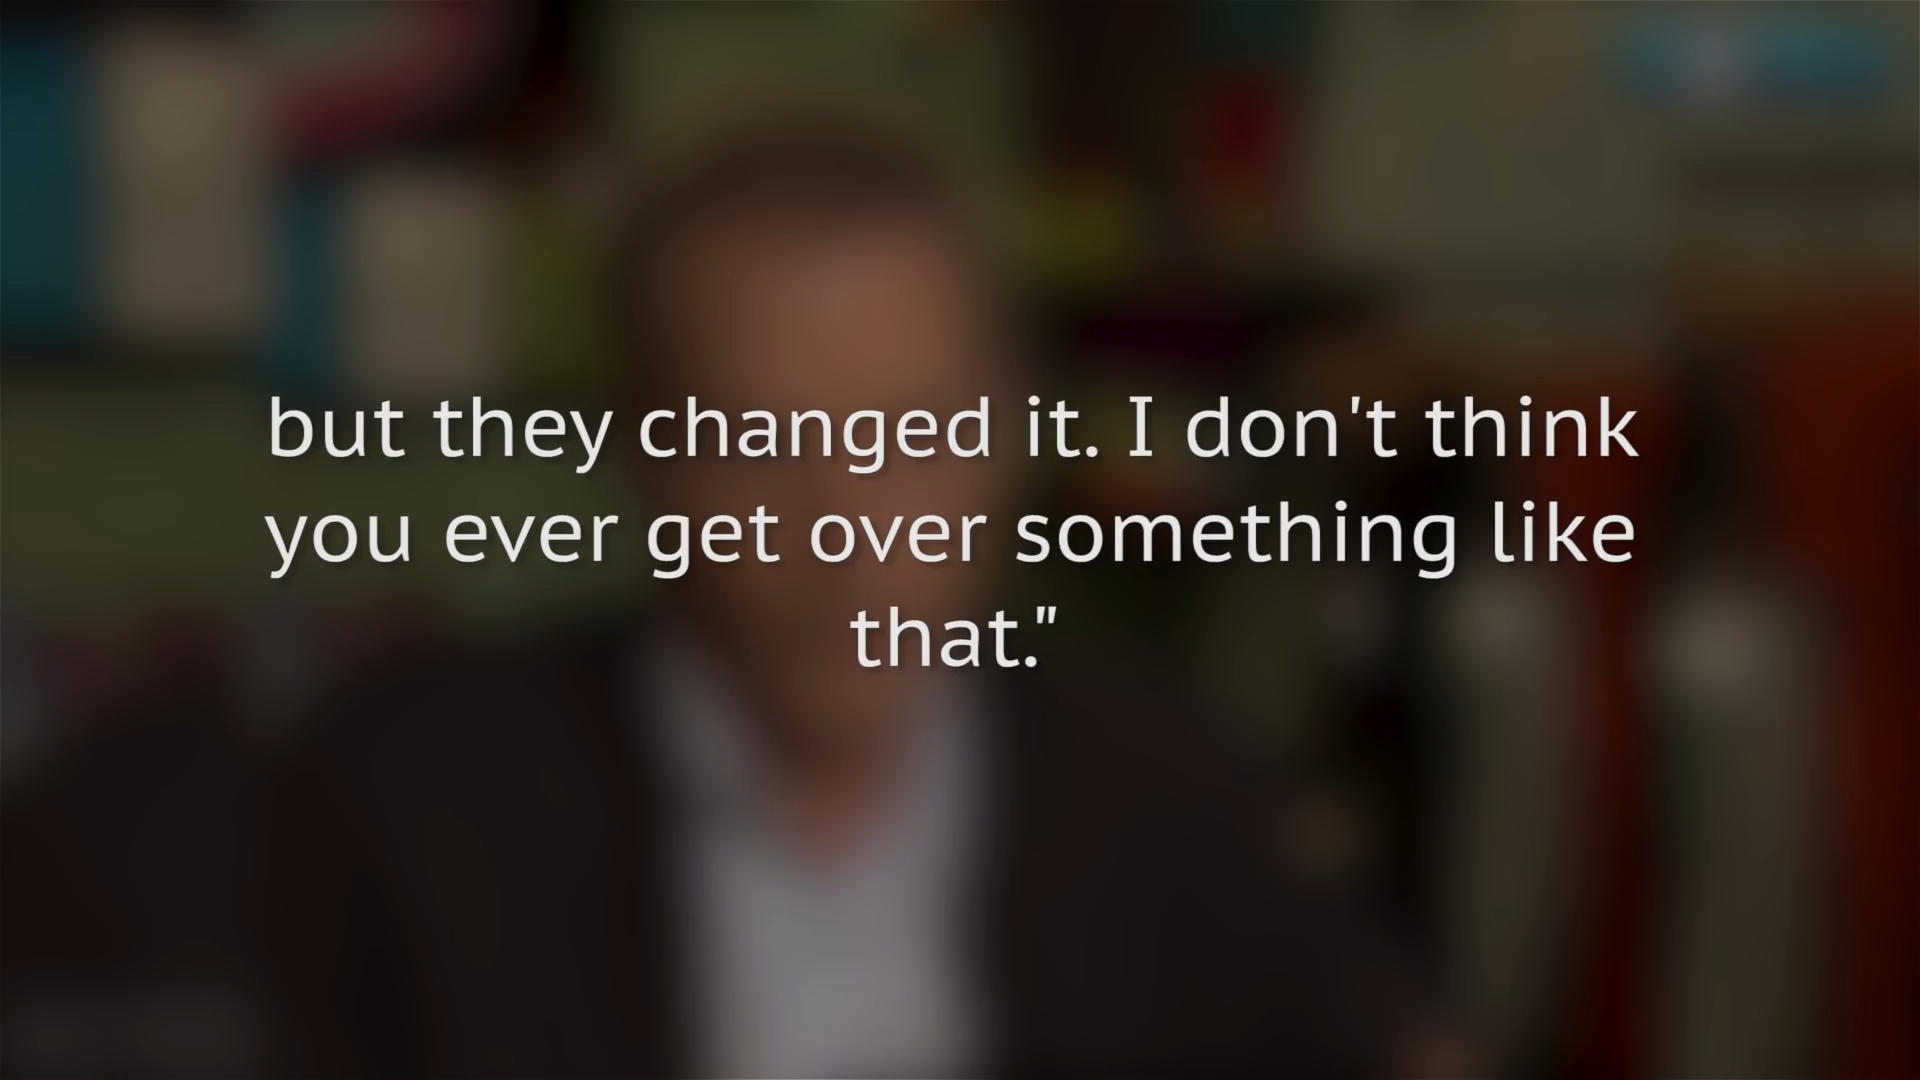 but they changed it. I don't think
you ever get over something like
that."